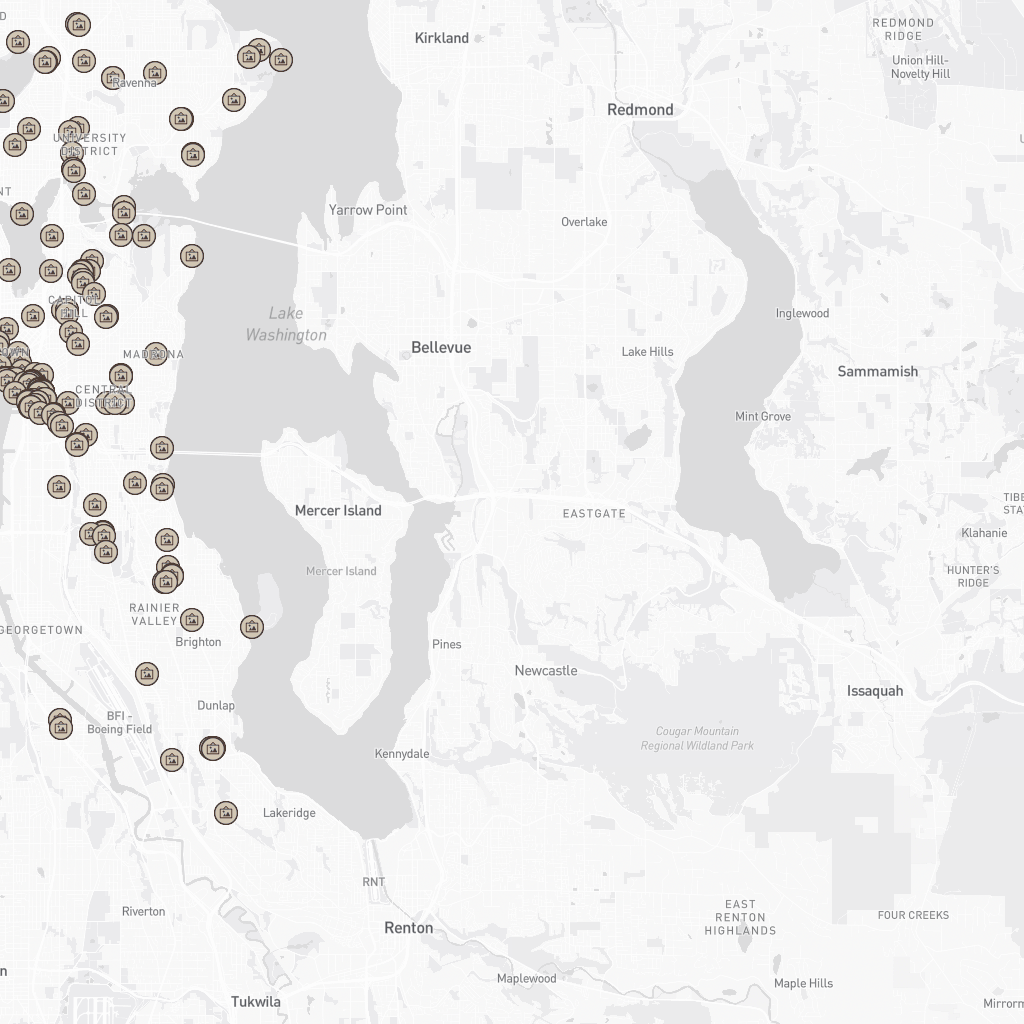 REDMOND
RIDGE
Kirkland
Union Hill-
Novelty Hill
Ravenna
Redmond
UNIVERSITY
DISTRICT
NT
Yarrow Point
Overlake
CAPITOL
HILL
Lake
Washington
Inglewood
OWN
MADRONA
Bellevue
Lake Hills
Sammamish
CENTRAL
DISTRICT
Mint Grove
Mercer Island
EASTGATE
TIBB
STA
Klahanie
Mercer Island
HUNTER'S
RIDGE
RAINIER
VALLEY
GEORGETOWN
Brighton
Pines
Newcastle
Issaquah
Dunlap
BFI -
Boeing Field
Cougar Mountain
Regional Wildland Park
Kennydale
Lakeridge
RNT
Riverton
EAST
RENTON
HIGHLANDS
FOUR CREEKS
Renton
n
Maplewood
Maple Hills
Tukwila
Mirrorm